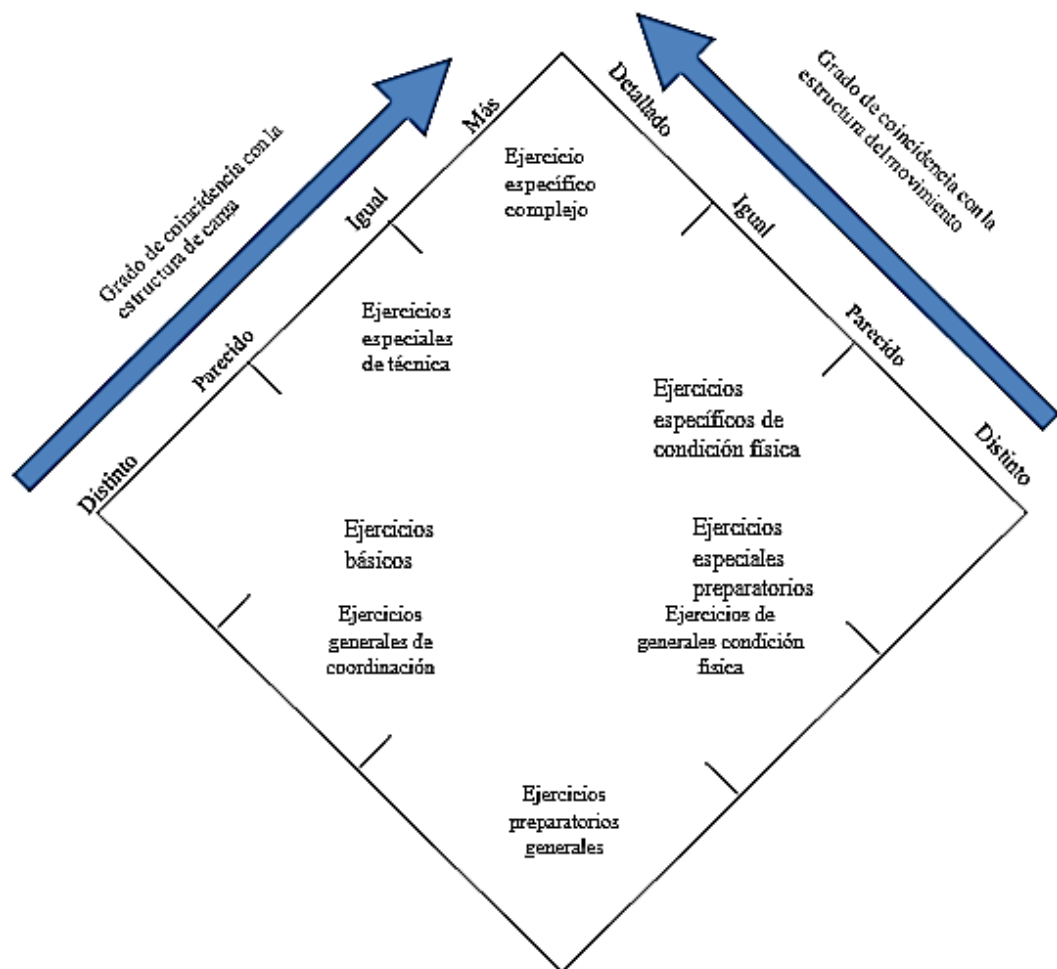 Grado de coincidencia con la
estructura de carga
Más
Igual
Parecido
Distinto
Grado de coincidencia con la
estructura del movimiento
Detallado
Igual
Parecido
Distinto
Ejercicio
específico
complejo
Ejercicios
especiales
de técnica
Ejercicios
específicos de
condición física
Ejercicios
básicos
Ejercicios
especiales
preparatorios
Ejercicios
generales de
coordinación
Ejercicios de
generales condición
física
Ejercicios
preparatorios
generales